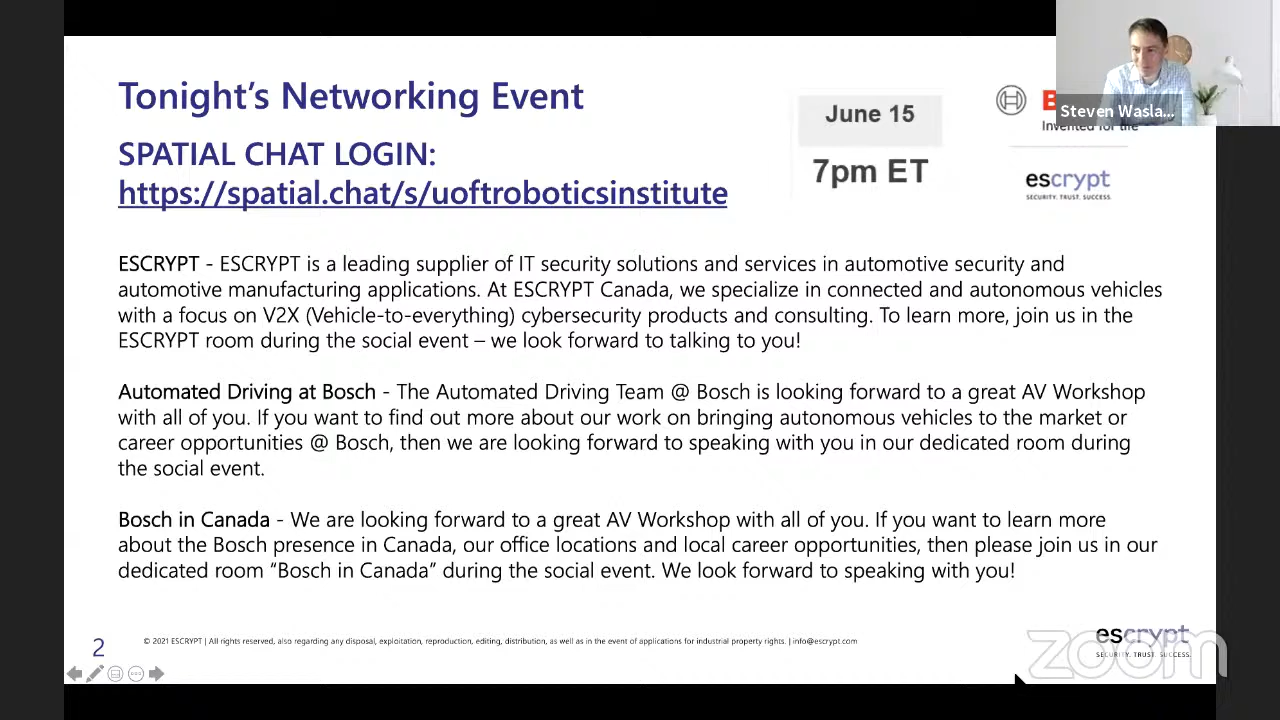 Tonight's Networking Event
SPATIAL CHAT LOGIN:
https://spatial.chat/s/uoftroboticsinstitute
June 15
7pm ET
Steven Wasla...
Invented for life
escrypt
SECURITY. TRUST. SUCCESS.
ESCRYPT - ESCRYPT is a leading supplier of IT security solutions and services in automotive security and
automotive manufacturing applications. At ESCRYPT Canada, we specialize in connected and autonomous vehicles
with a focus on V2X (Vehicle-to-everything) cybersecurity products and consulting. To learn more, join us in the
ESCRYPT room during the social event – we look forward to talking to you!
Automated Driving at Bosch - The Automated Driving Team @ Bosch is looking forward to a great AV Workshop
with all of you. If you want to find out more about our work on bringing autonomous vehicles to the market or
career opportunities @ Bosch, then we are looking forward to speaking with you in our dedicated room during
the social event.
Bosch in Canada - We are looking forward to a great AV Workshop with all of you. If you want to learn more
about the Bosch presence in Canada, our office locations and local career opportunities, then please join us in our
dedicated room “Bosch in Canada” during the social event. We look forward to speaking with you!
2
© 2021 ESCRYPT | All rights reserved, also regarding any disposal, exploitation, reproduction, editing, distribution, as well as in the event of applications for industrial property rights. | info@escrypt.com
escrypt
SECURITY. TRUST. SUCCESS.
zoom